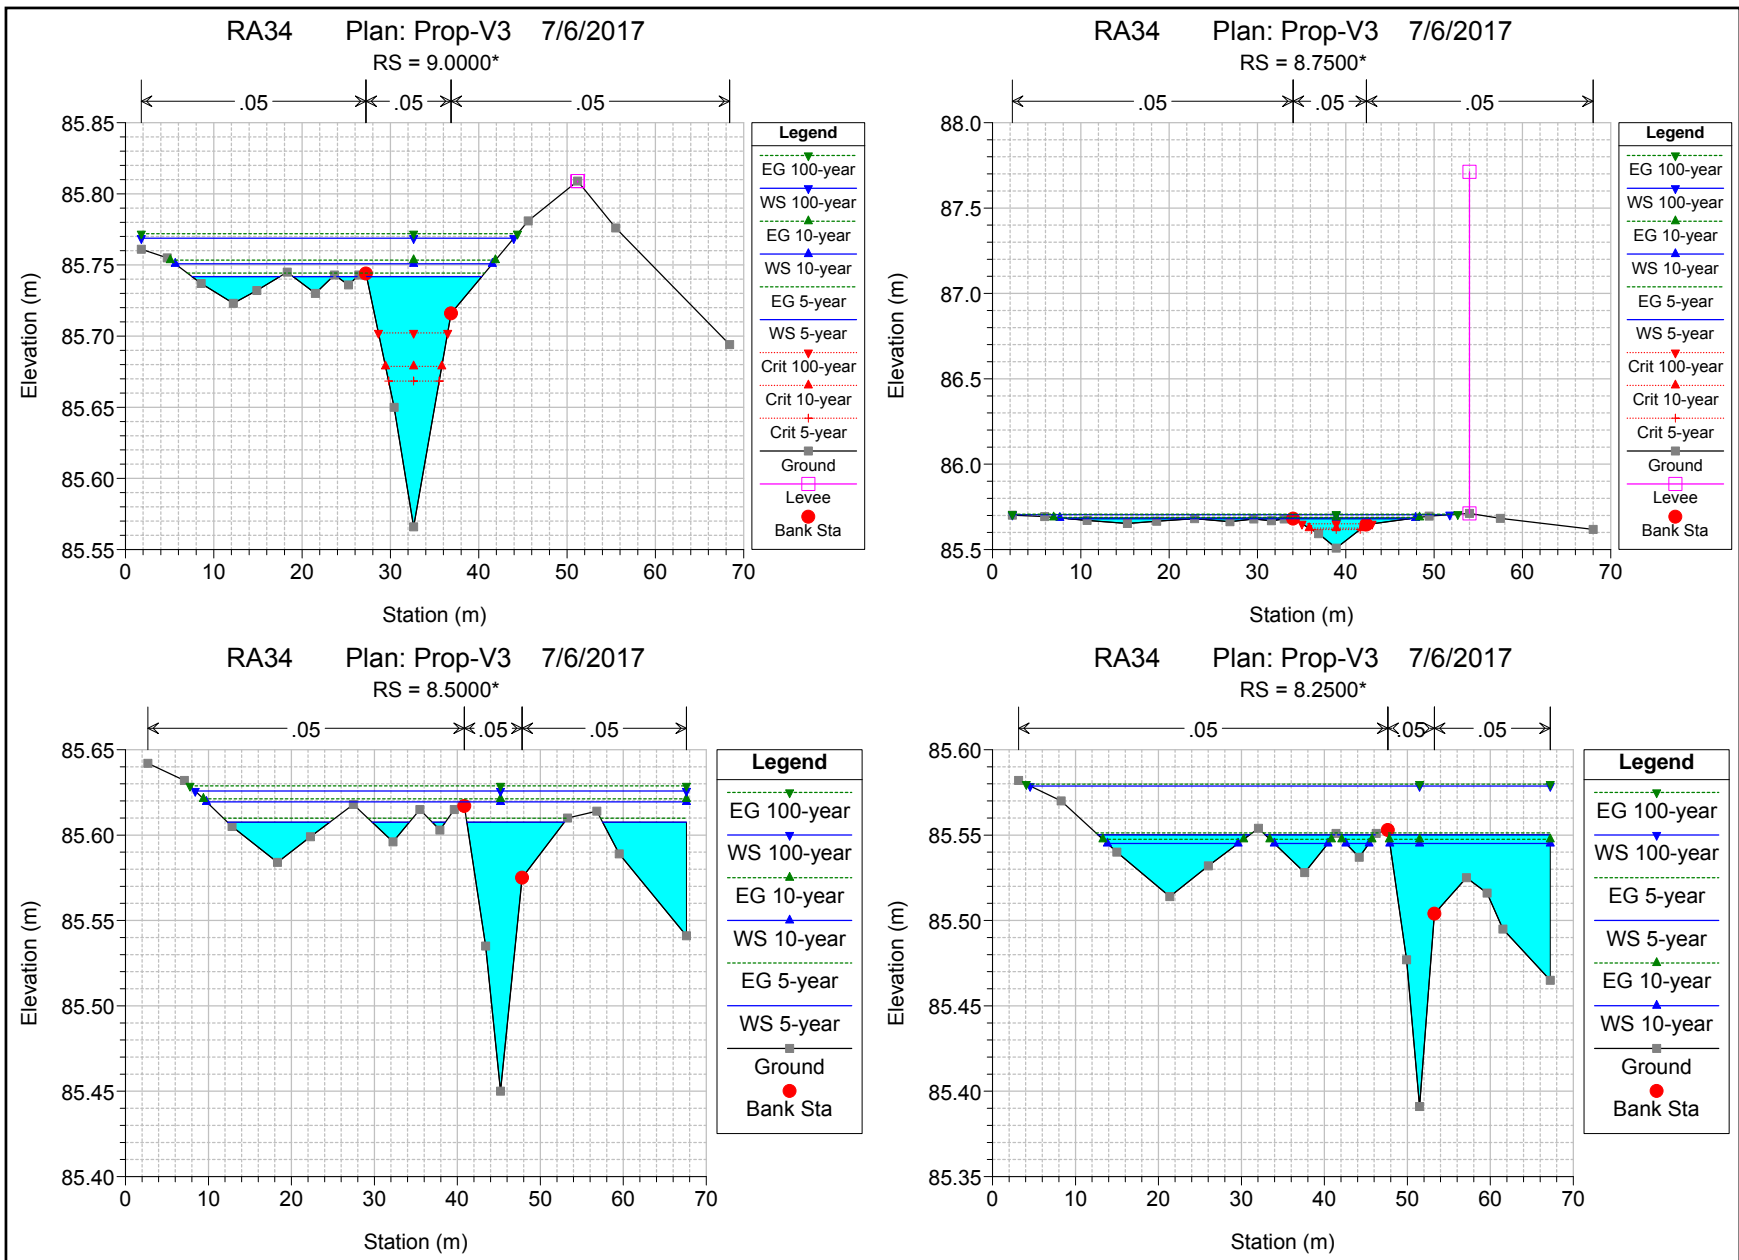 RA34 Plan: Prop-V3 7/6/2017
RS = 9.0000*
.05 .05 .05
Elevation (m)
85.85
85.80
85.75
85.70
85.65
85.60
85.55
0 10 20 30 40 50 60 70
Station (m)
Legend
EG 100-year
WS 100-year
EG 10-year
WS 10-year
EG 5-year
WS 5-year
Crit 100-year
Crit 10-year
Crit 5-year
Ground
Levee
Bank Sta
RA34 Plan: Prop-V3 7/6/2017
RS = 8.7500*
.05 .05 .05
Elevation (m)
88.0
87.5
87.0
86.5
86.0
85.5
0 10 20 30 40 50 60 70
Station (m)
Legend
EG 100-year
WS 100-year
EG 10-year
WS 10-year
EG 5-year
WS 5-year
Crit 100-year
Crit 10-year
Crit 5-year
Ground
Levee
Bank Sta
RA34 Plan: Prop-V3 7/6/2017
RS = 8.5000*
.05 .05 .05
Elevation (m)
85.65
85.60
85.55
85.50
85.45
85.40
0 10 20 30 40 50 60 70
Station (m)
Legend
EG 100-year
WS 100-year
EG 10-year
WS 10-year
EG 5-year
WS 5-year
Ground
Bank Sta
RA34 Plan: Prop-V3 7/6/2017
RS = 8.2500*
.05 .05 .05
Elevation (m)
85.60
85.55
85.50
85.45
85.40
85.35
0 10 20 30 40 50 60 70
Station (m)
Legend
EG 100-year
WS 100-year
EG 5-year
WS 5-year
EG 10-year
WS 10-year
Ground
Bank Sta